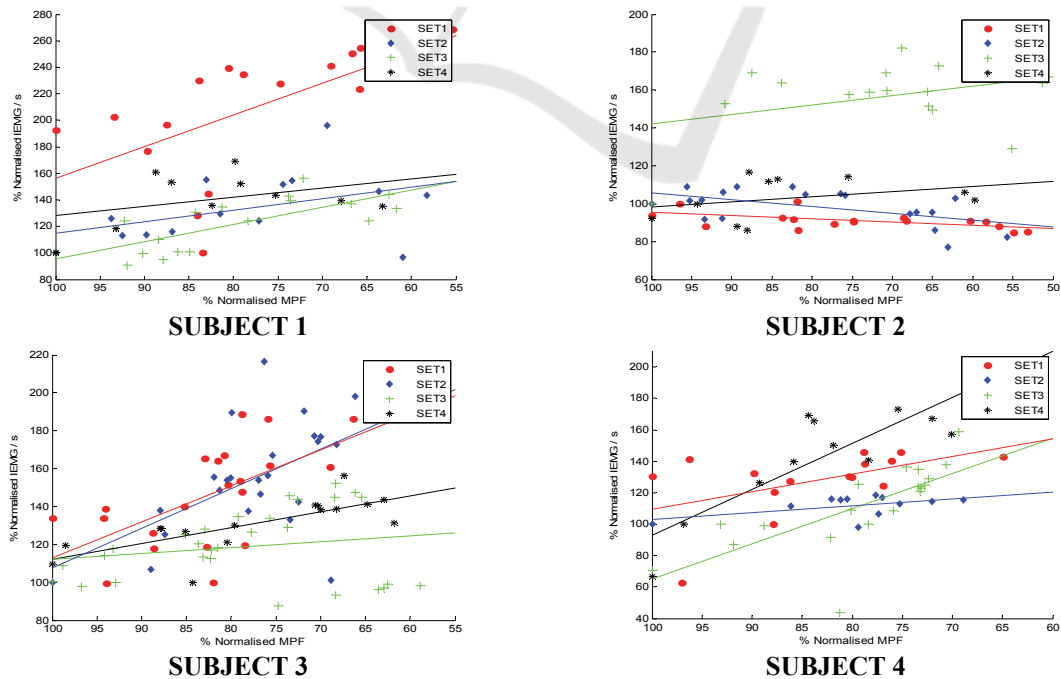 280
260
240
220
200
180
160
140
120
100
80
% Normalised IEMG / s
100 95 90 85 80 75 70 65 60 55
% Normalised MPF
SET1
SET2
SET3
SET4
SUBJECT 1
200
180
160
140
120
100
80
60
% Normalised IEMG / s
100 95 90 85 80 75 70 65 60 55 50
% Normalised MPF
SET1
SET2
SET3
SET4
SUBJECT 2
220
200
180
160
140
120
100
80
% Normalised IEMG / s
100 95 90 85 80 75 70 65 60 55
% Normalised MPF
SET1
SET2
SET3
SET4
SUBJECT 3
200
180
160
140
120
100
80
60
40
% Normalised IEMG / s
100 95 90 85 80 75 70 65 60
% Normalised MPF
SET1
SET2
SET3
SET4
SUBJECT 4